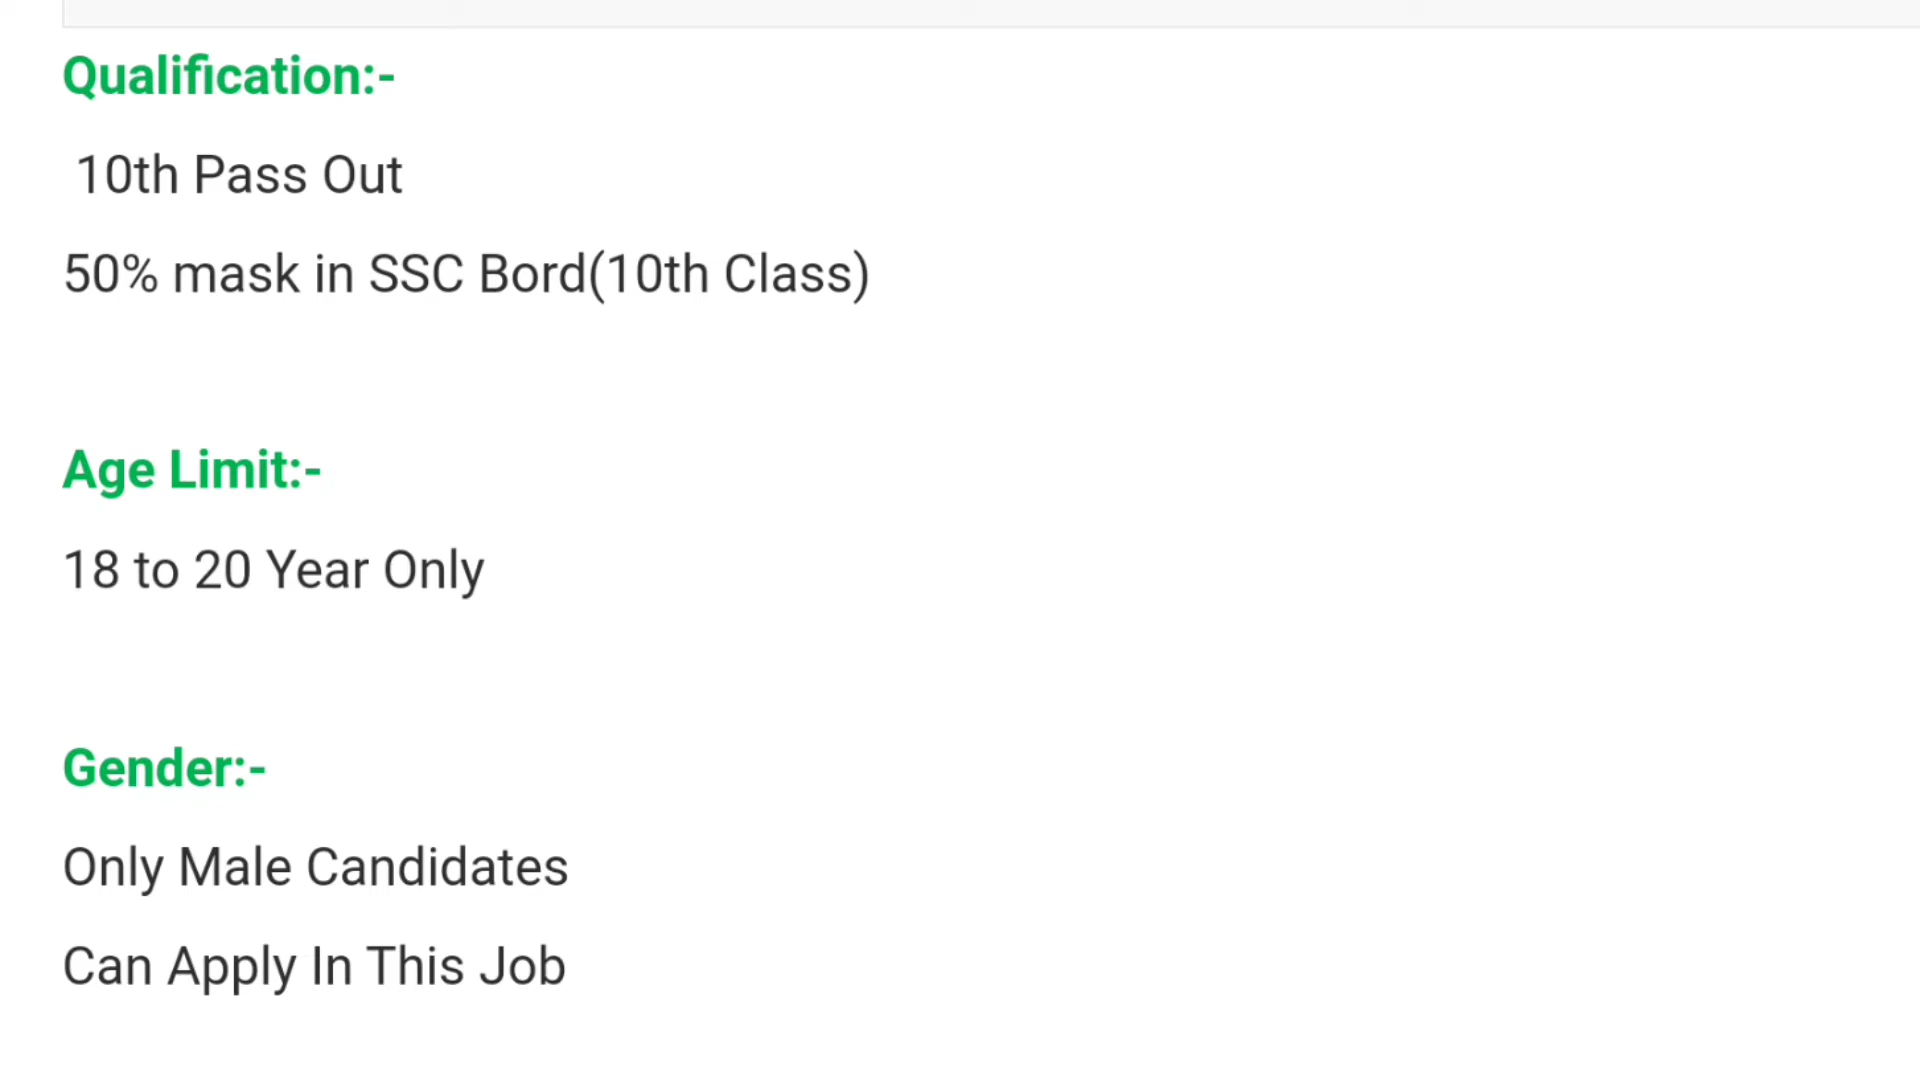 Qualification:-
10th Pass Out
50% mask in SSC Bord(10th Class)
Age Limit:-
18 to 20 Year Only
Gender:-
Only Male Candidates
Can Apply In This Job